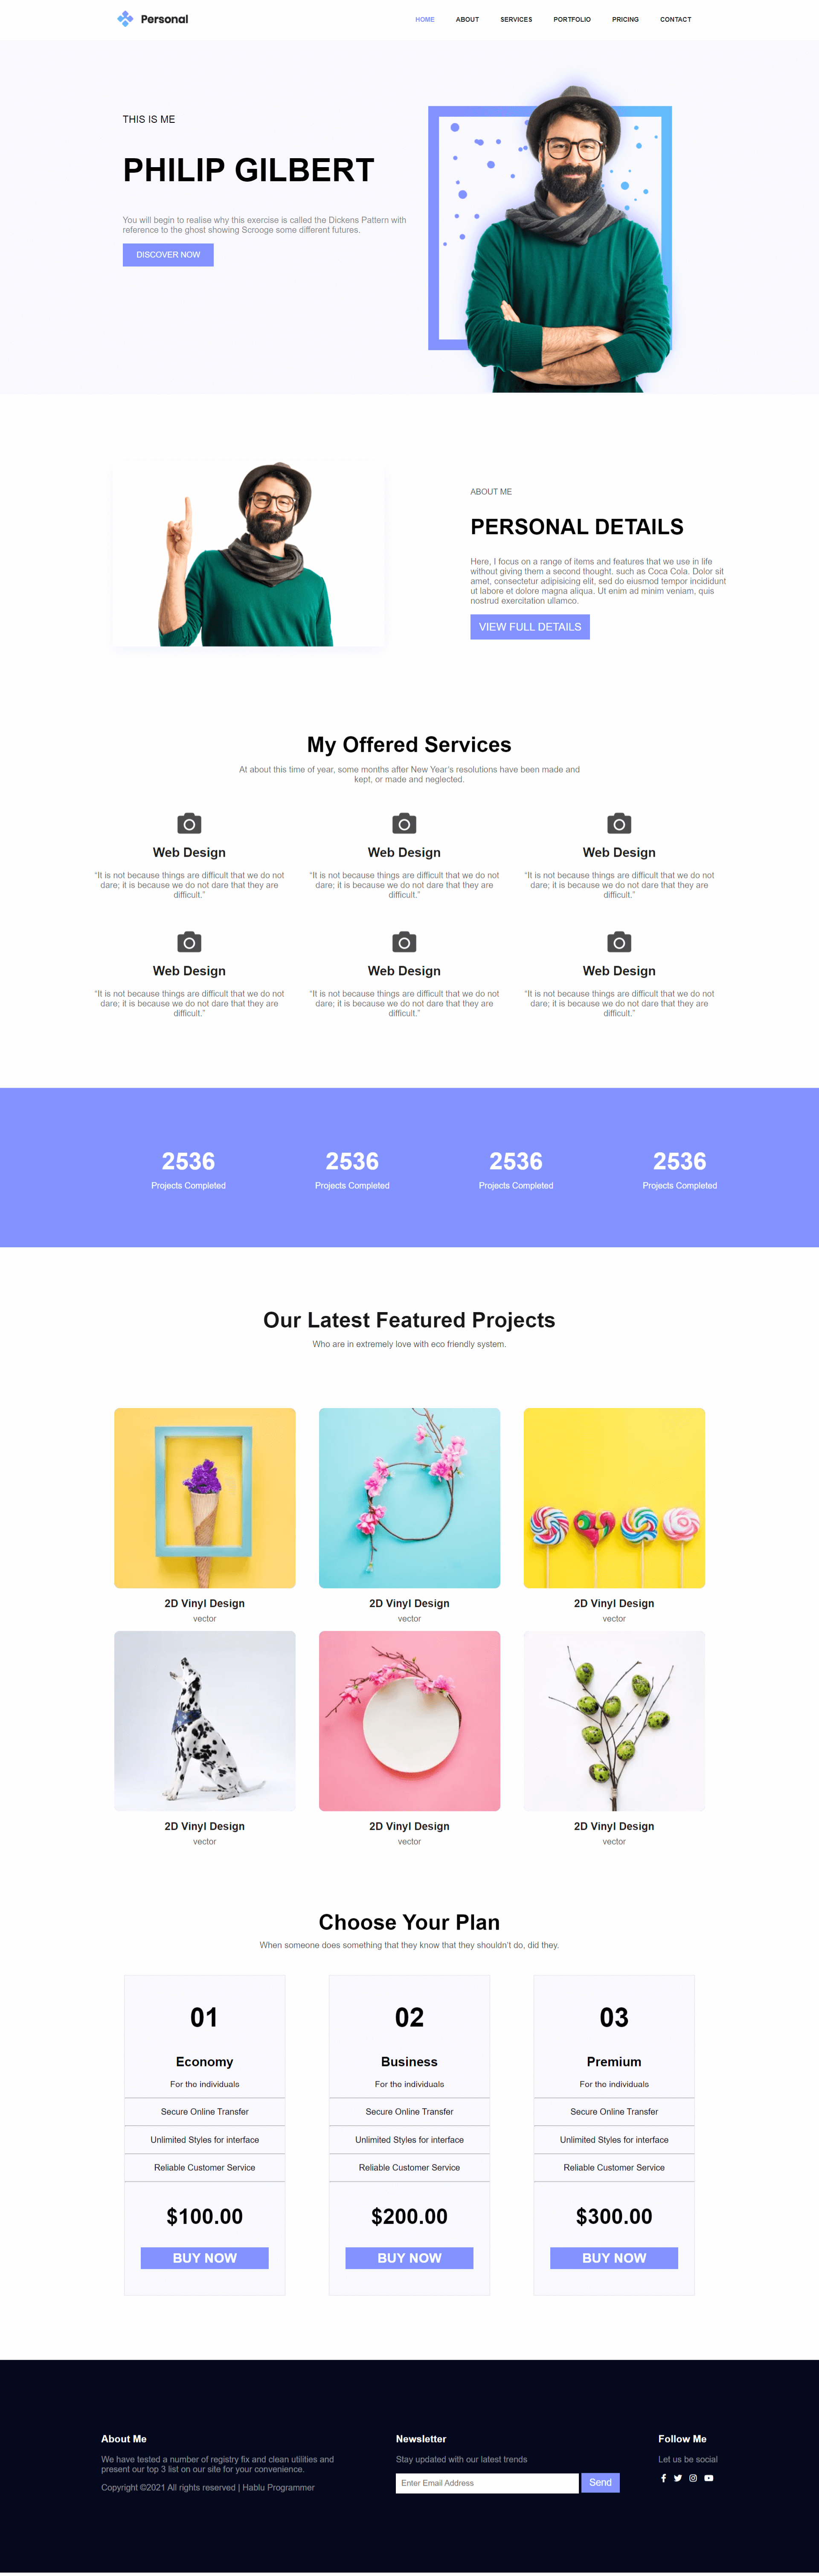 Personal
HOME ABOUT SERVICES PORTFOLIO PRICING CONTACT
THIS IS ME
PHILIP GILBERT
You will begin to realise why this exercise is called the Dickens Pattern with
reference to the ghost showing Scrooge some different futures.
DISCOVER NOW
ABOUT ME
PERSONAL DETAILS
Here, I focus on a range of items and features that we use in life
without giving them a second thought. such as Coca Cola. Dolor sit
amet, consectetur adipisicing elit, sed do eiusmod tempor incididunt
ut labore et dolore magna aliqua. Ut enim ad minim veniam, quis
nostrud exercitation ullamco.
VIEW FULL DETAILS
My Offered Services
At about this time of year, some months after New Year's resolutions have been made and
kept, or made and neglected.
Web Design
“It is not because things are difficult that we do not
dare; it is because we do not dare that they are
difficult.”
Web Design
“It is not because things are difficult that we do not
dare; it is because we do not dare that they are
difficult.”
Web Design
“It is not because things are difficult that we do not
dare; it is because we do not dare that they are
difficult.”
Web Design
“It is not because things are difficult that we do not
dare; it is because we do not dare that they are
difficult.”
Web Design
“It is not because things are difficult that we do not
dare; it is because we do not dare that they are
difficult.”
Web Design
“It is not because things are difficult that we do not
dare; it is because we do not dare that they are
difficult.”
2536
Projects Completed
2536
Projects Completed
2536
Projects Completed
2536
Projects Completed
Our Latest Featured Projects
Who are in extremely love with eco friendly system.
2D Vinyl Design
vector
2D Vinyl Design
vector
2D Vinyl Design
vector
2D Vinyl Design
vector
2D Vinyl Design
vector
2D Vinyl Design
vector
Choose Your Plan
When someone does something that they know that they shouldn't do, did they.
01
Economy
For the individuals
Secure Online Transfer
Unlimited Styles for interface
Reliable Customer Service
$100.00
BUY NOW
02
Business
For the individuals
Secure Online Transfer
Unlimited Styles for interface
Reliable Customer Service
$200.00
BUY NOW
03
Premium
For the individuals
Secure Online Transfer
Unlimited Styles for interface
Reliable Customer Service
$300.00
BUY NOW
About Me
We have tested a number of registry fix and clean utilities and
present our top 3 list on our site for your convenience.
Copyright ©2021 All rights reserved | Hablu Programmer
Newsletter
Stay updated with our latest trends
Enter Email Address
Send
Follow Me
Let us be social